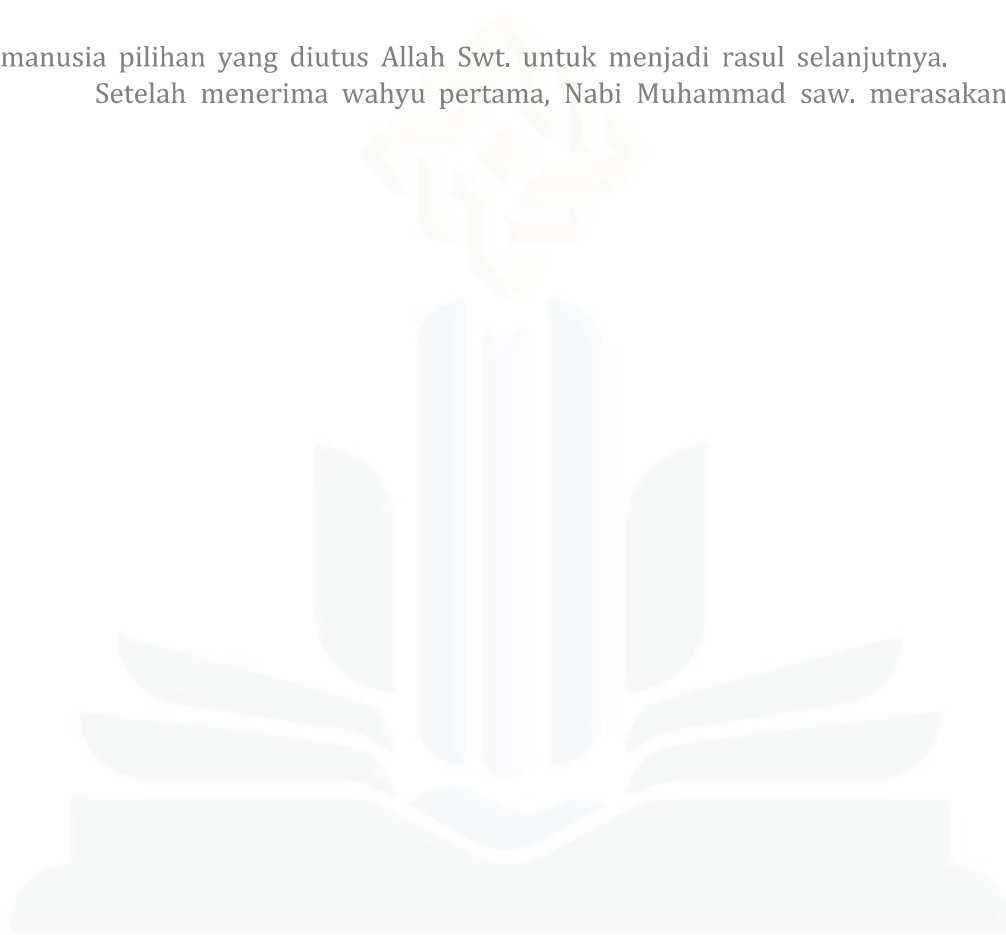 manusia pilihan yang diutus Allah Swt. untuk menjadi rasul selanjutnya.
Setelah menerima wahyu pertama, Nabi Muhammad saw. merasakan